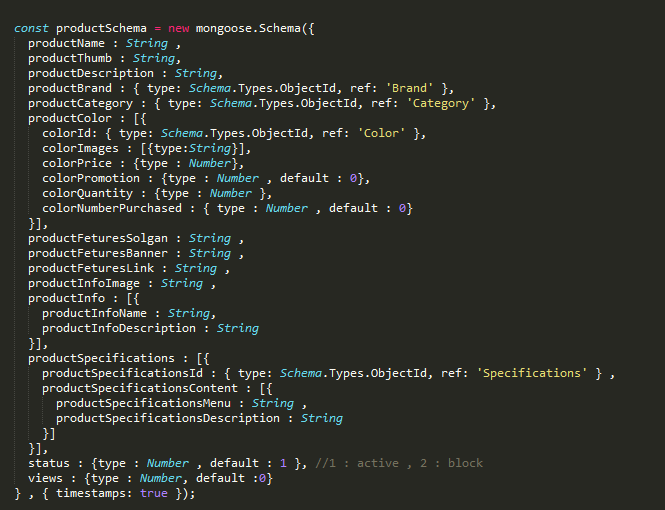 const productSchema = new mongoose.Schema({
  productName : String ,
  productThumb : String,
  productDescription : String,
  productBrand : { type: Schema.Types.ObjectId, ref: 'Brand' },
  productCategory : { type: Schema.Types.ObjectId, ref: 'Category' },
  productColor : [{
    colorId: { type: Schema.Types.ObjectId, ref: 'Color' },
    colorImages : [{type:String}],
    colorPrice : {type : Number},
    colorPromotion : {type : Number , default : 0},
    colorQuantity : {type : Number },
    colorNumberPurchased : { type : Number , default : 0}
  }],
  productFeturesSolgan : String ,
  productFeturesBanner : String ,
  productFeturesLink : String ,
  productInfoImage : String ,
  productInfo : [{
    productInfoName : String,
    productInfoDescription : String
  }],
  productSpecifications : [{
    productSpecificationsId : { type: Schema.Types.ObjectId, ref: 'Specifications' } ,
    productSpecificationsContent : [{
      productSpecificationsMenu : String ,
      productSpecificationsDescription : String
    }]
  }],
  status : {type : Number , default : 1 }, //1 : active , 2 : block
  views : {type : Number, default :0}
} , { timestamps: true });